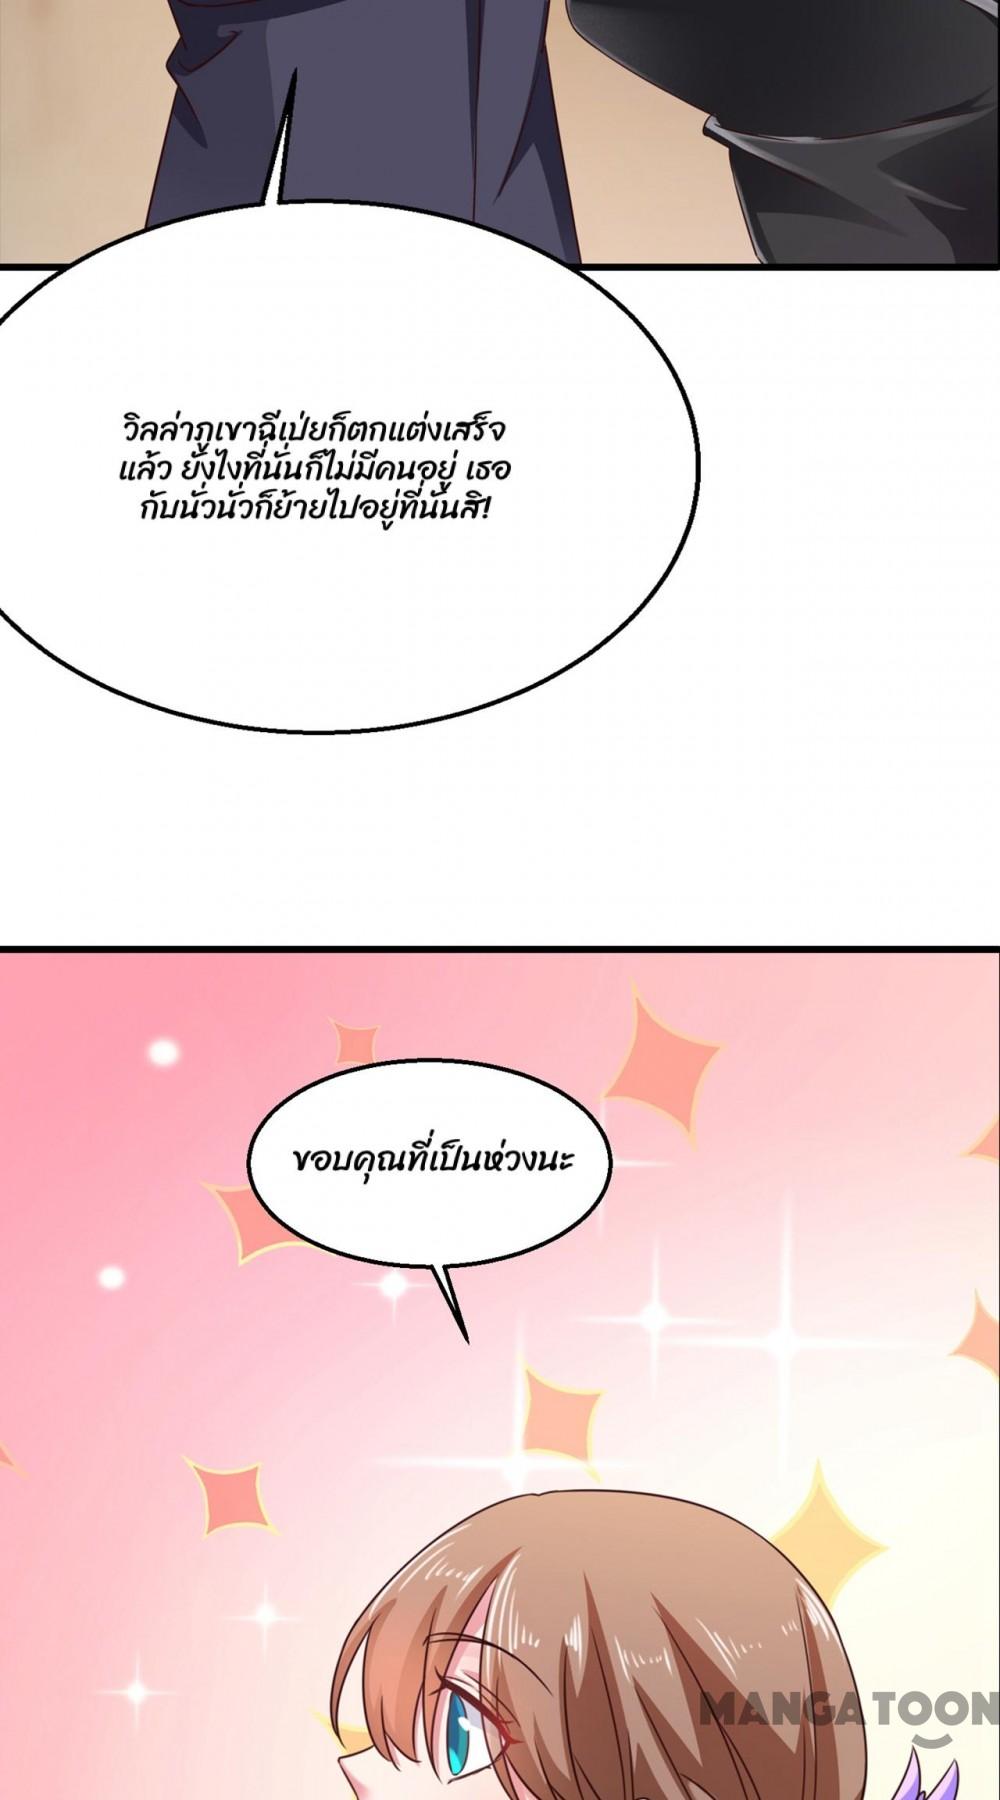 วิลล่าภูเขาฉีเป่ยก็ตกแต่งเสร็จ
แล้ว ยังไงที่นั่นก็ไม่มีคนอยู่ เธอ
กับนั่วนั่วก็ย้ายไปอยู่ที่นั่นสิ!
ขอบคุณที่เป็นห่วงนะ
MANGATOON